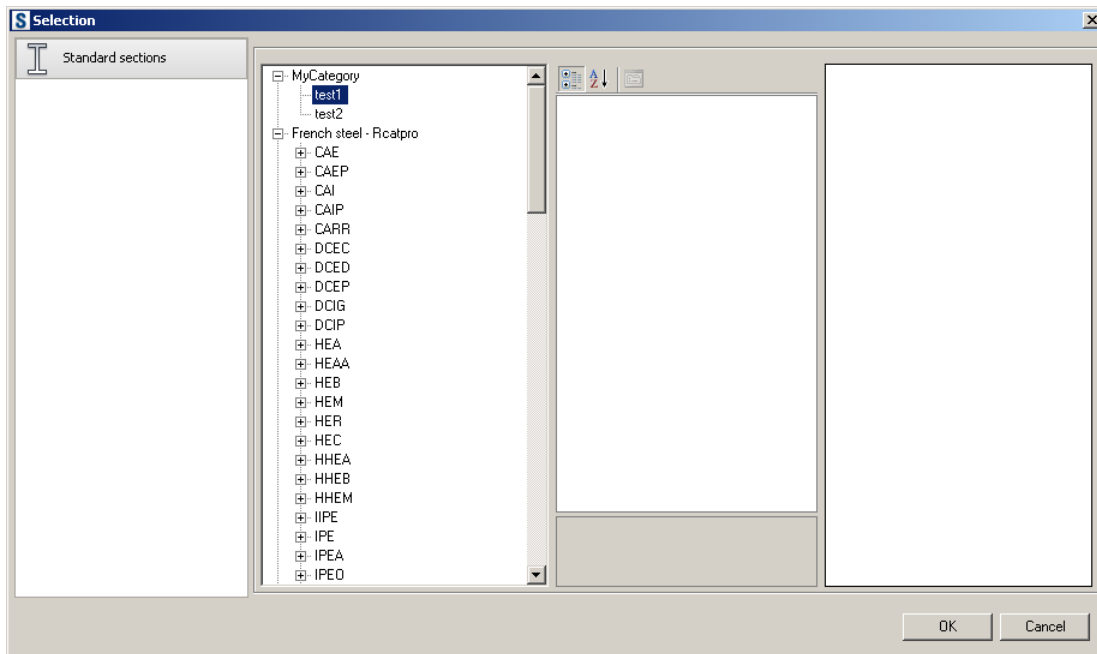 Selection
Standard sections
MyCategory
test1
test2
French steel - Rcatpro
CAE
CAEP
CAI
CAIP
CARR
DCEC
DCED
DCEP
DCIG
DCIP
HEA
HEAA
HEB
HEM
HER
HEC
HHEA
HHEB
HHEM
IIPE
IPE
IPEA
IPEO
OK
Cancel